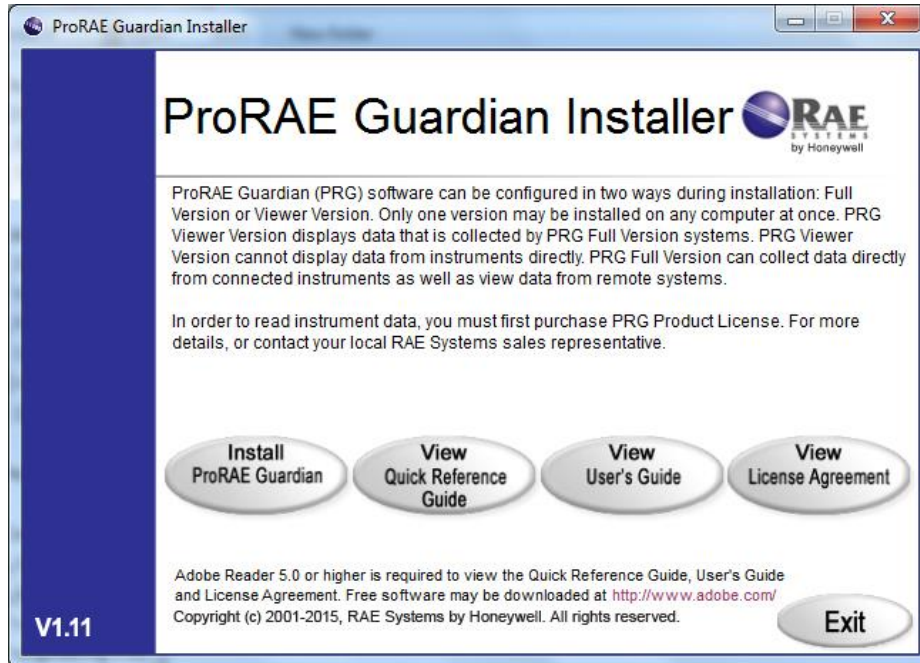 ProRAE Guardian Installer
ProRAE Guardian Installer
RAE
SYSTEMS
by Honeywell
ProRAE Guardian (PRG) software can be configured in two ways during installation: Full
Version or Viewer Version. Only one version may be installed on any computer at once. PRG
Viewer Version displays data that is collected by PRG Full Version systems. PRG Viewer
Version cannot display data from instruments directly. PRG Full Version can collect data directly
from connected instruments as well as view data from remote systems.
In order to read instrument data, you must first purchase PRG Product License. For more
details, or contact your local RAE Systems sales representative.
Install
ProRAE Guardian
View
Quick Reference
Guide
View
User's Guide
View
License Agreement
Adobe Reader 5.0 or higher is required to view the Quick Reference Guide, User's Guide
and License Agreement. Free software may be downloaded at http://www.adobe.com/
Copyright (c) 2001-2015, RAE Systems by Honeywell. All rights reserved.
V1.11
Exit